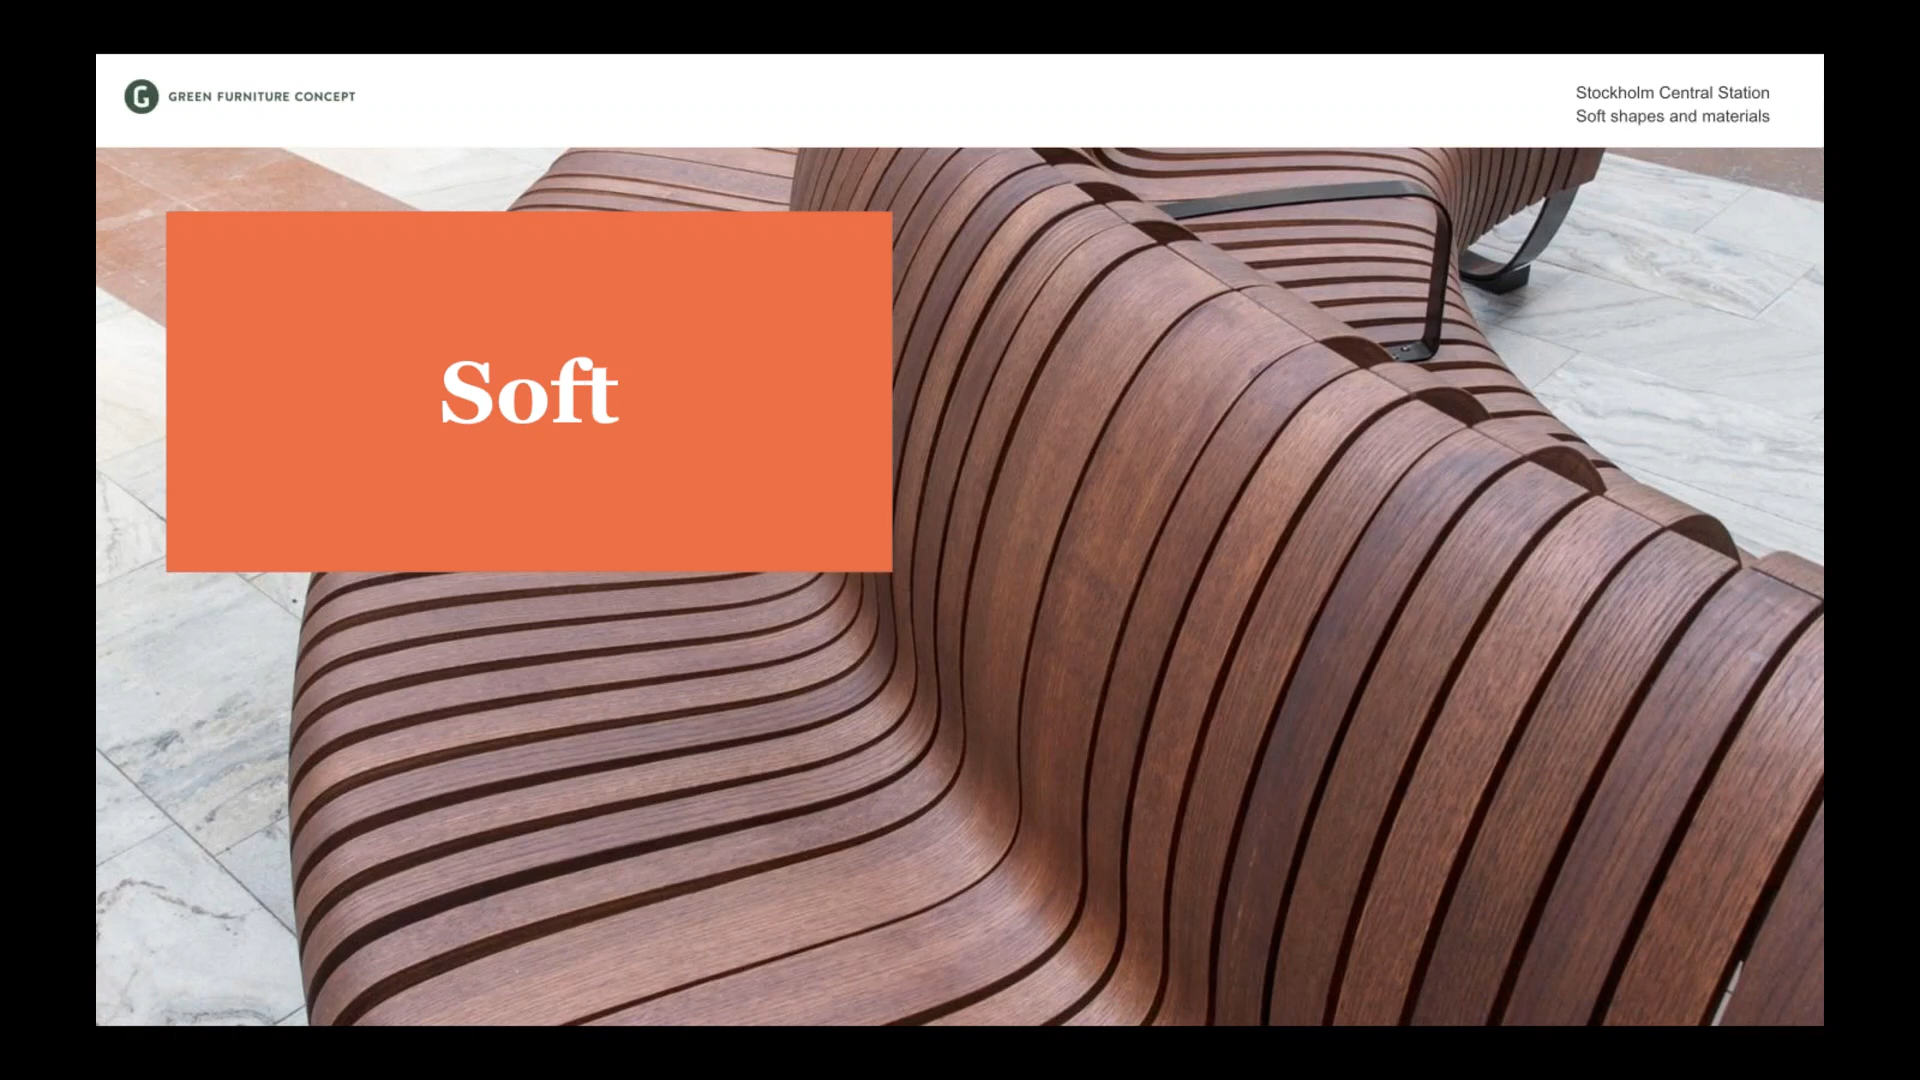 GREEN FURNITURE CONCEPT
Stockholm Central Station
Soft shapes and materials
Soft